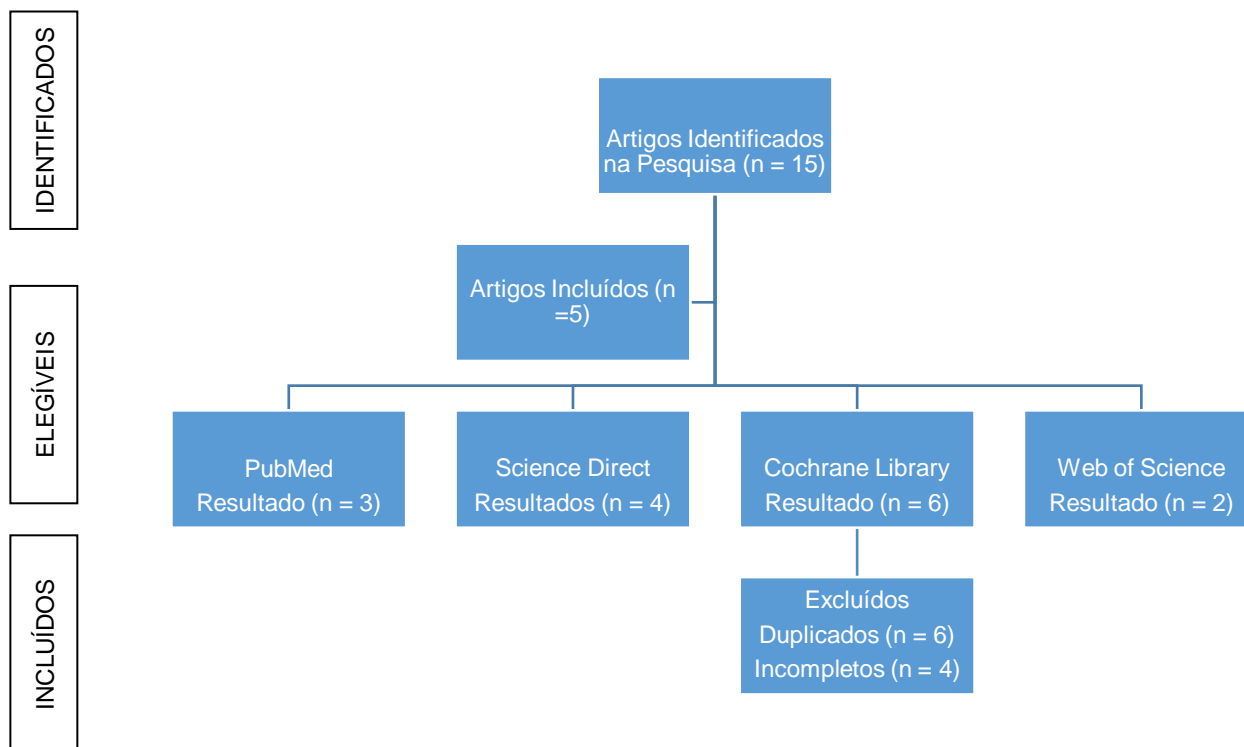 IDENTIFICADOS
Artigos Identificados
na Pesquisa (n = 15)
Artigos Incluídos (n
=5)
ELEGÍVEIS
PubMed
Resultado (n = 3)
Science Direct
Resultados (n = 4)
Cochrane Library
Resultado (n = 6)
Web of Science
Resultado (n = 2)
INCLUÍDOS
Excluídos
Duplicados (n = 6)
Incompletos (n = 4)